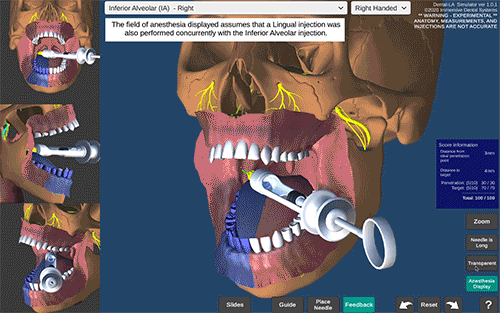 Inferior Alveolar (IA) - Right
Right Handed
Dental-LA Simulator ver 1.0.1
©2020 Immersive Dental Systems
** WARNING - EXPERIMENTAL **
ANATOMY, MEASUREMENTS, AND
INJECTIONS ARE NOT ACCURATE
The field of anesthesia displayed assumes that a Lingual injection was
also performed concurrently with the Inferior Alveolar injection.
Score Information
Distance from
ideal penetration
point
3mm
Distance to
target
4mm
Penetration: 30 / 30
Target: 70 / 70
Total: 100 / 100
Zoom
Needle is
Long
Transparent
Anesthesia
Display
Slides
Guide
Place
Needle
Feedback
Reset
?